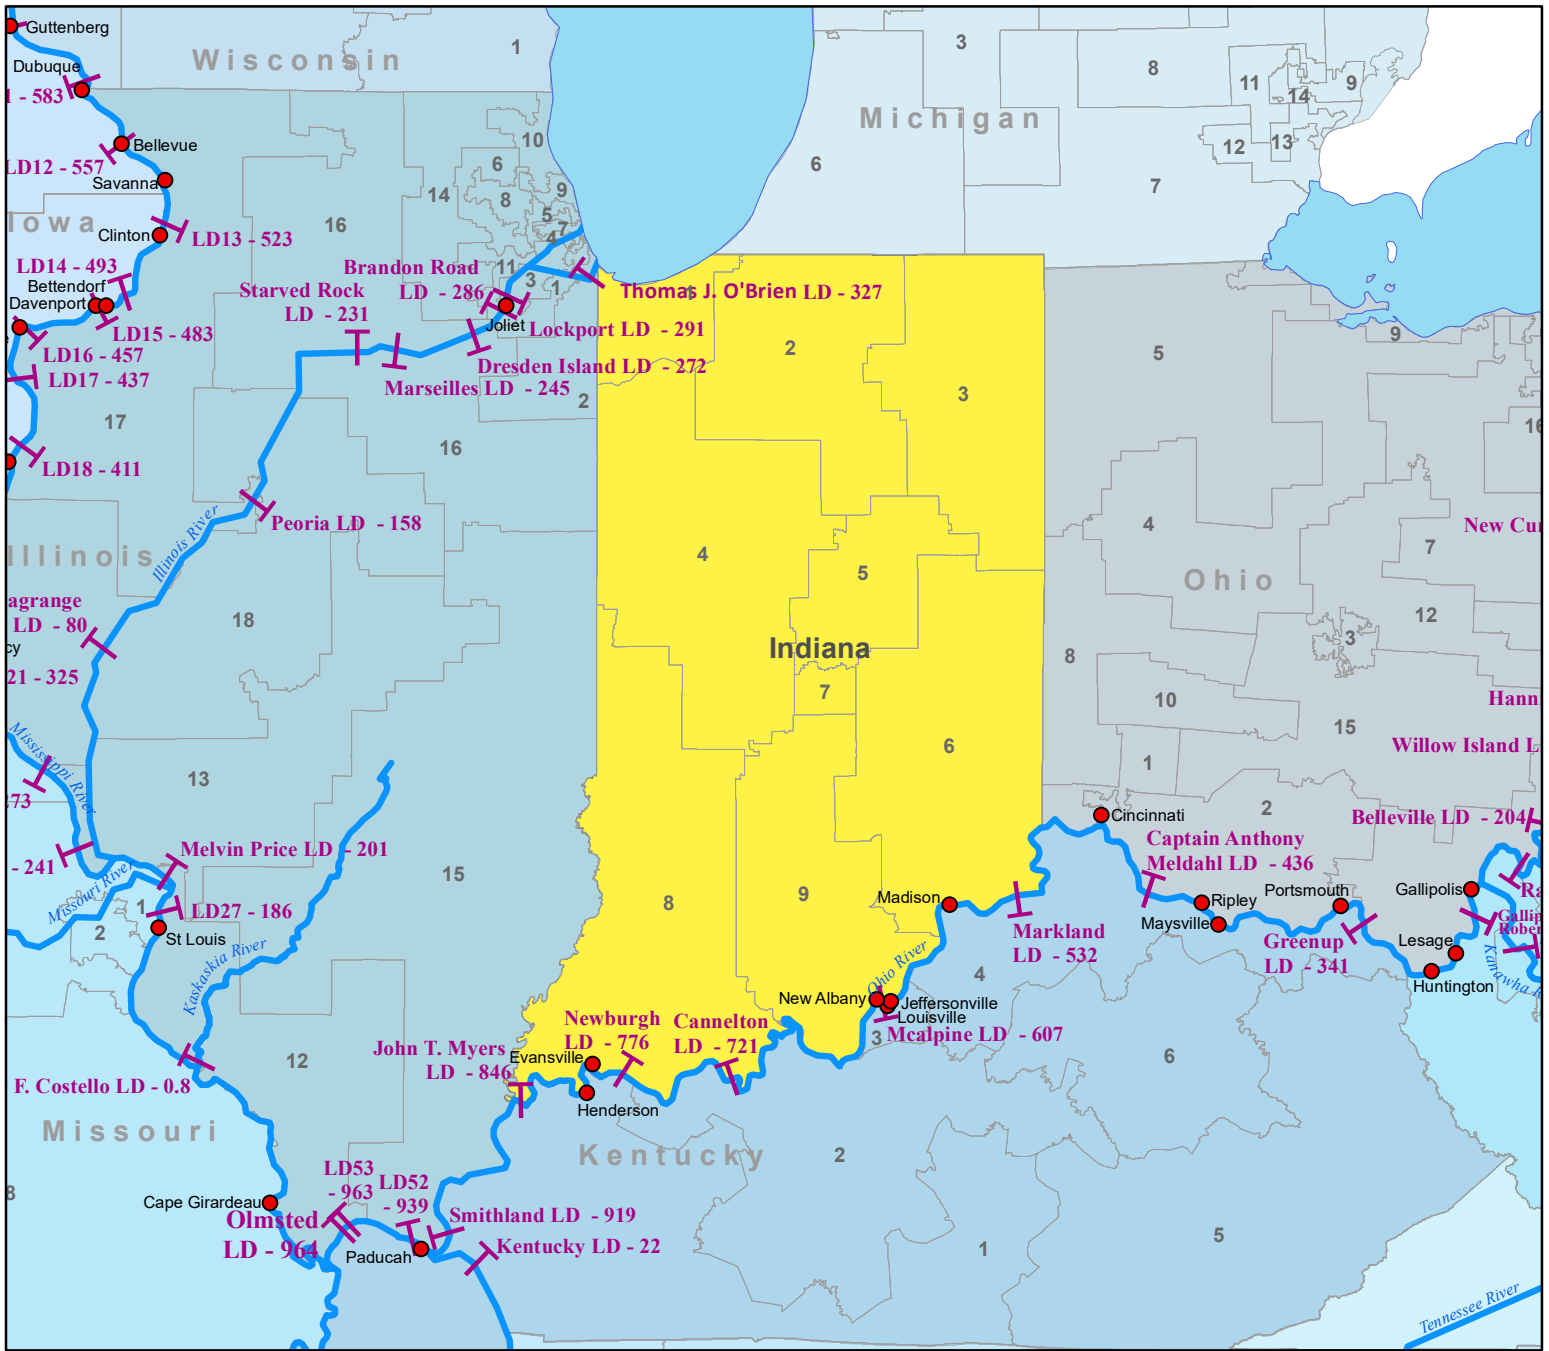 Guttenberg
Wisconsin
1
3
Dubuque
8
11
14
9
1 - 583
Michigan
10
Bellevue
12
13
LD12 - 557
6
6
7
Savanna
14
8
9
Iowa
16
5
7
4
Clinton
LD13 - 523
LD14 - 493
Bettendorf
Davenport
Brandon Road
LD - 286
11
3
1
Starved Rock
LD - 231
Thomas J. O'Brien LD - 327
1
Joliet
Lockport LD - 291
LD15 - 483
LD16 - 457
LD17 - 437
Dresden Island LD - 272
Marseilles LD - 245
2
2
3
5
9
17
16
16
LD18 - 411
Peoria LD - 158
Illinois River
Illinois
4
5
4
7
New Cu
Ohio
agrange
LD - 80
18
12
3
cy
21 - 325
Indiana
8
7
10
15
Hann
Mississippi River
6
1
Willow Island L
13
273
2
Cincinnati
Belleville LD - 204
Melvin Price LD - 201
Captain Anthony
Meldahl LD - 436
- 241
Missouri River
15
1
LD27 - 186
2
St Louis
8
9
Madison
Ripley
Portsmouth
Gallipolis
Ra
Maysville
Gallip
Rober
Markland
LD - 532
Greenup
LD - 341
Lesage
Kaskaskia River
Ohio River
4
Kanawha R
Huntington
New Albany
Jeffersonville
Louisville
3
Mcalpine LD - 607
Newburgh
LD - 776
Cannelton
LD - 721
John T. Myers
LD - 846
Evansville
12
6
F. Costello LD - 0.8
Henderson
Missouri
Kentucky
2
LD53
- 963
LD52
- 939
8
Cape Girardeau
Olmsted
LD - 964
Smithland LD - 919
Kentucky LD - 22
Paducah
1
5
Tennessee River